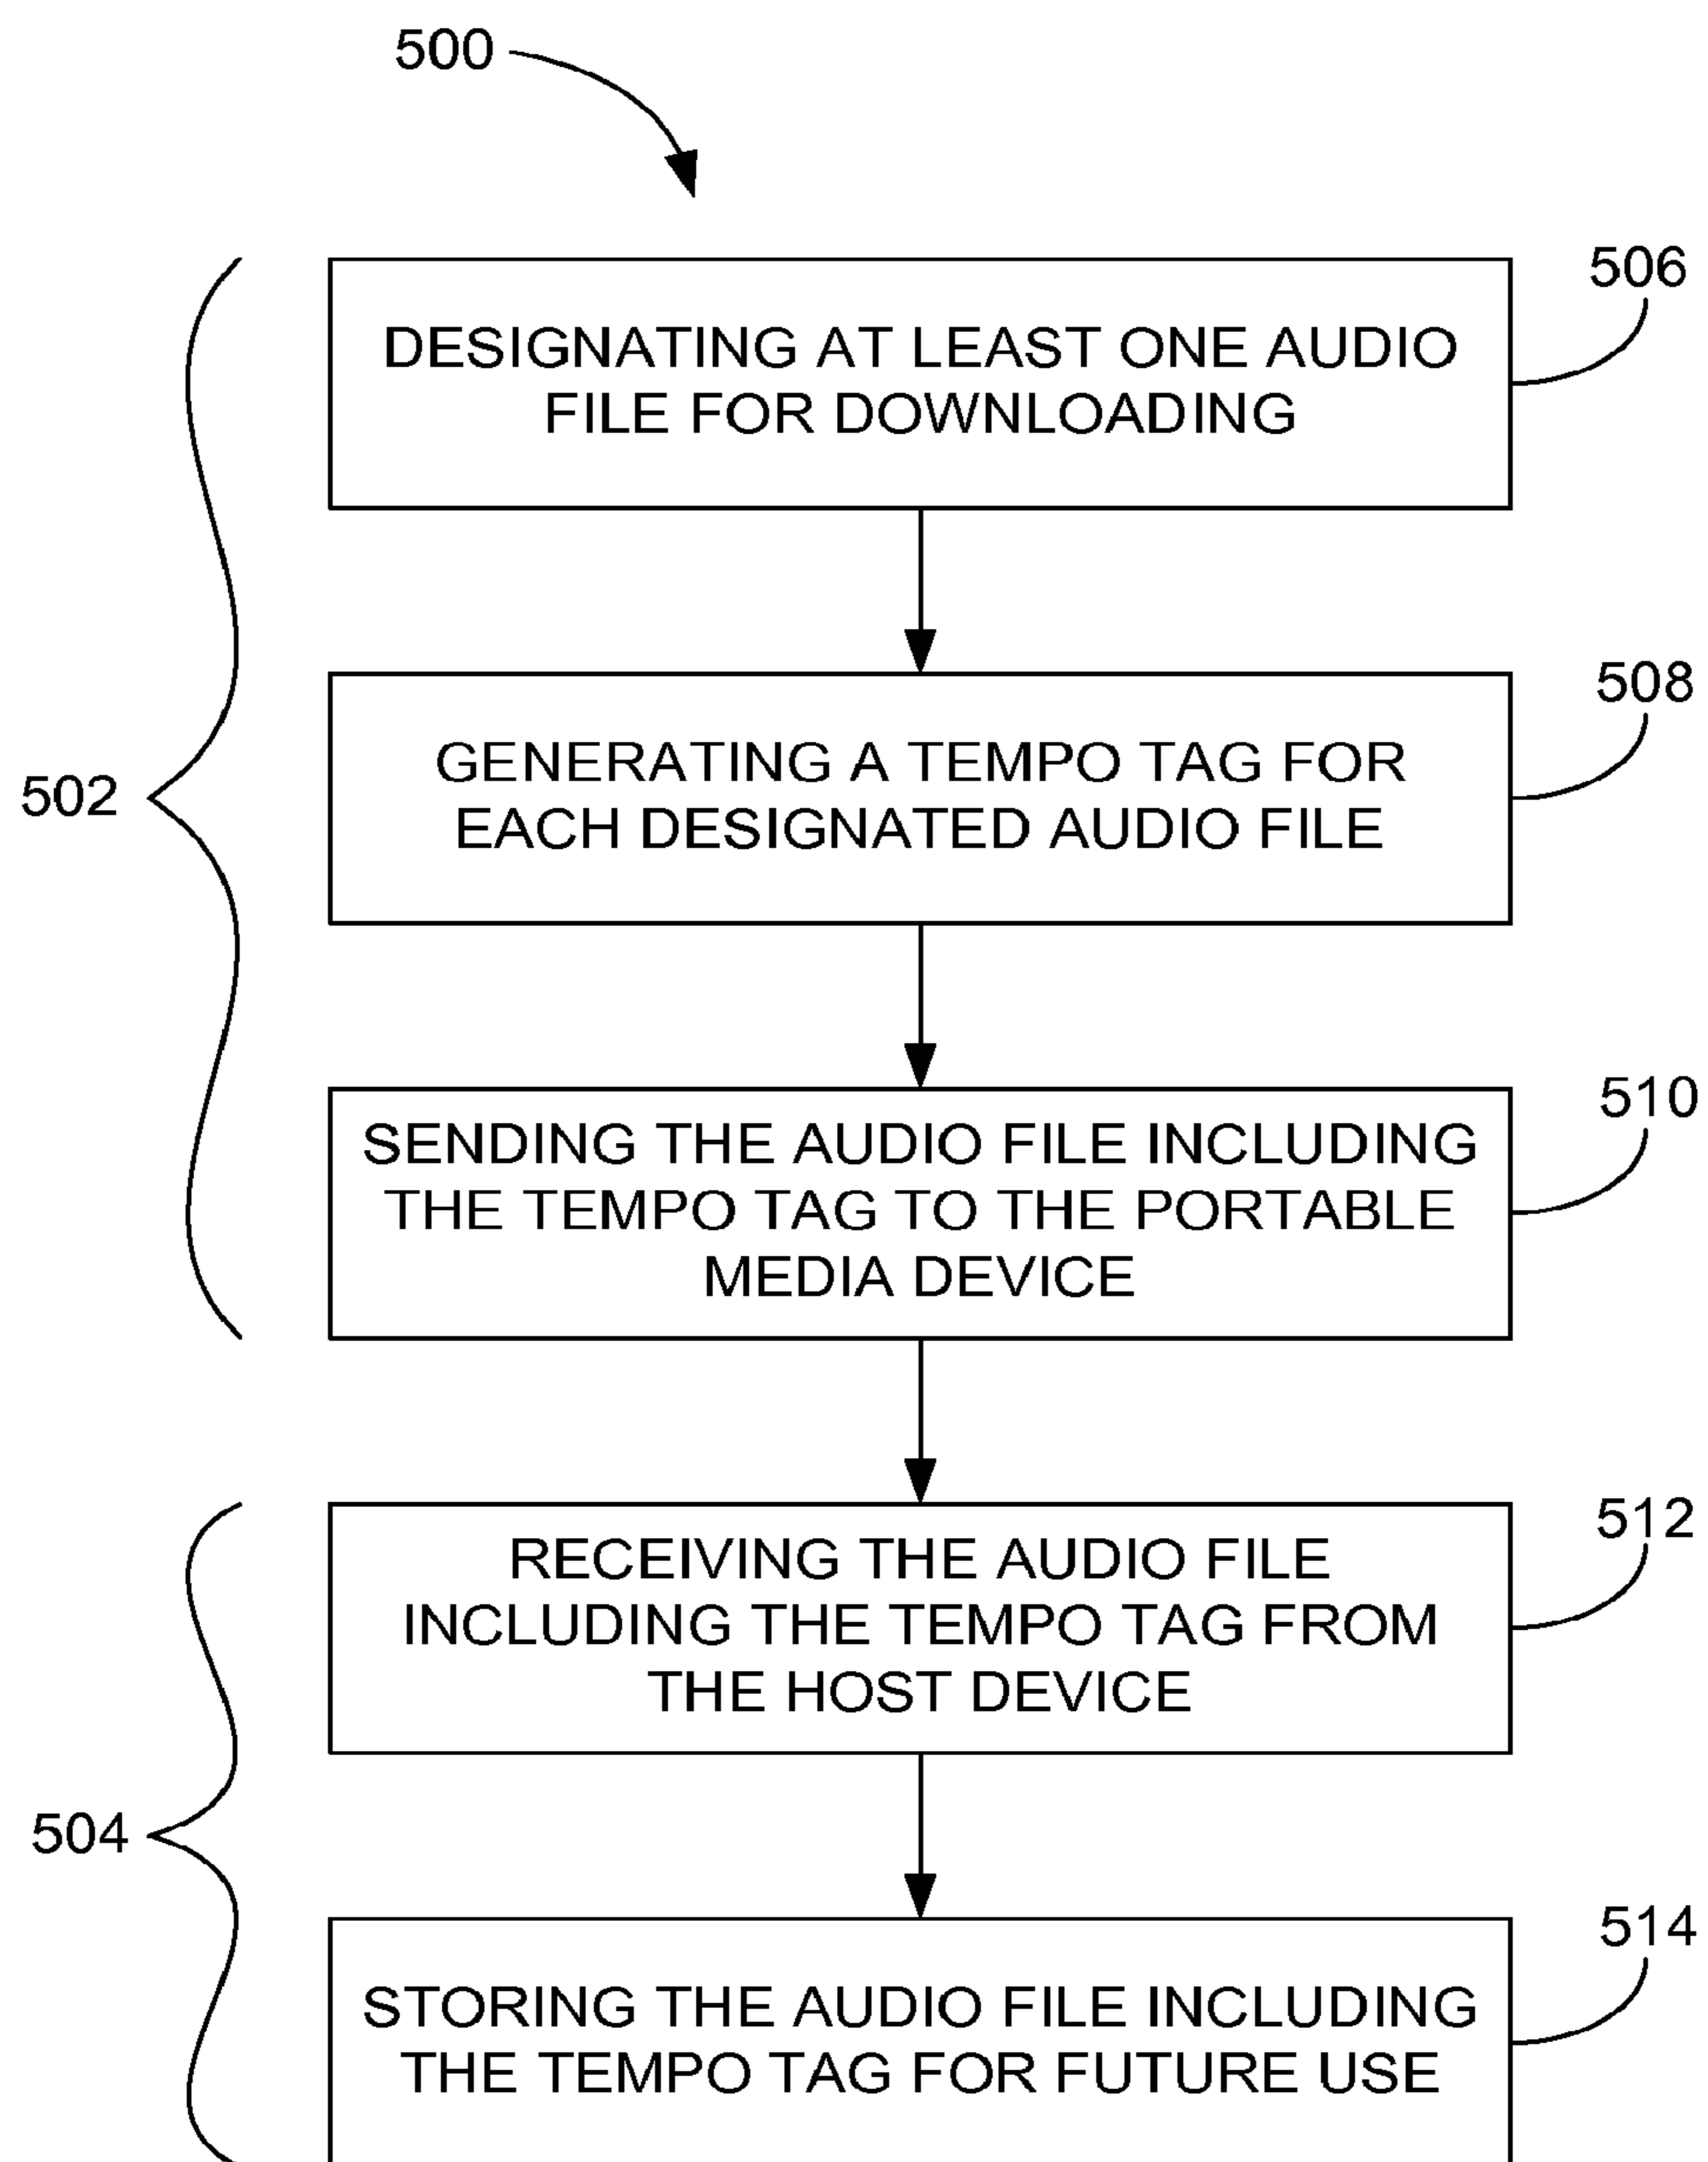 500
506
DESIGNATING AT LEAST ONE AUDIO
FILE FOR DOWNLOADING
508
GENERATING A TEMPO TAG FOR
EACH DESIGNATED AUDIO FILE
502
510
SENDING THE AUDIO FILE INCLUDING
THE TEMPO TAG TO THE PORTABLE
MEDIA DEVICE
512
RECEIVING THE AUDIO FILE
INCLUDING THE TEMPO TAG FROM
THE HOST DEVICE
504
514
STORING THE AUDIO FILE INCLUDING
THE TEMPO TAG FOR FUTURE USE